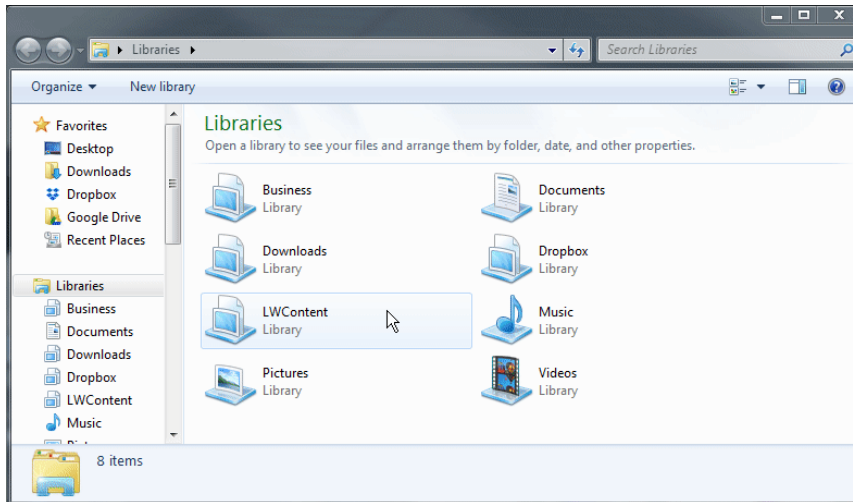 Libraries
Search Libraries
Organize
New library
Favorites
Desktop
Downloads
Dropbox
Google Drive
Recent Places
Libraries
Business
Documents
Downloads
Dropbox
LWContent
Music
Libraries
Open a library to see your files and arrange them by folder, date, and other properties.
Business
Library
Documents
Library
Downloads
Library
Dropbox
Library
LWContent
Library
Music
Library
Pictures
Library
Videos
Library
8 items